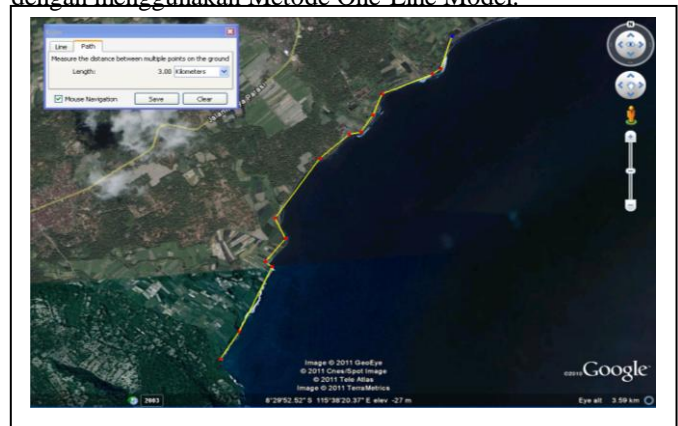 dengan menggunakan Metode One-Line Model.
Line Path
Measure the distance between multiple points on the ground
Length: 3.80 Kilometers
Mouse Navigation Save Clear
N
Image © 2011 GeoEye
© 2011 Cnes/Spot Image
© 2011 Tele Atlas
Image © 2011 TerraMetrics
©2010 Google
2003 8°29'52.52" S 115°38'20.37" E elev -27 m Eye alt 3.59 km